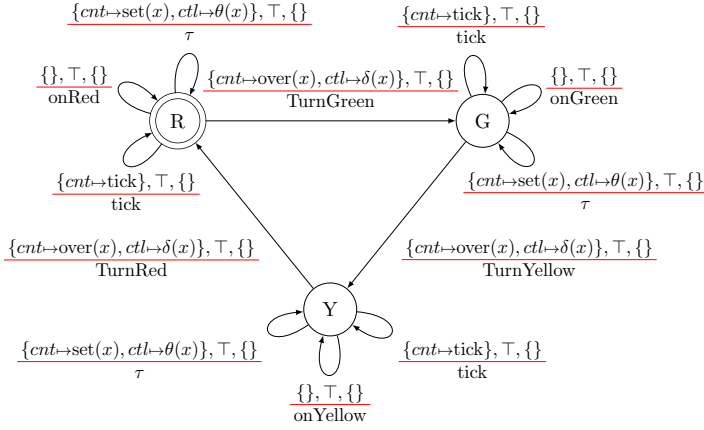 {cnt↦set(x), ctl↦θ(x)}, ⊤, {}
τ
{cnt↦tick}, ⊤, {}
tick
{}, ⊤, {}
onRed
{cnt↦over(x), ctl↦δ(x)}, ⊤, {}
TurnGreen
{}, ⊤, {}
onGreen
R
G
{cnt↦tick}, ⊤, {}
tick
{cnt↦set(x), ctl↦θ(x)}, ⊤, {}
τ
{cnt↦over(x), ctl↦δ(x)}, ⊤, {}
TurnRed
{cnt↦over(x), ctl↦δ(x)}, ⊤, {}
TurnYellow
Y
{cnt↦set(x), ctl↦θ(x)}, ⊤, {}
τ
{cnt↦tick}, ⊤, {}
tick
{}, ⊤, {}
onYellow